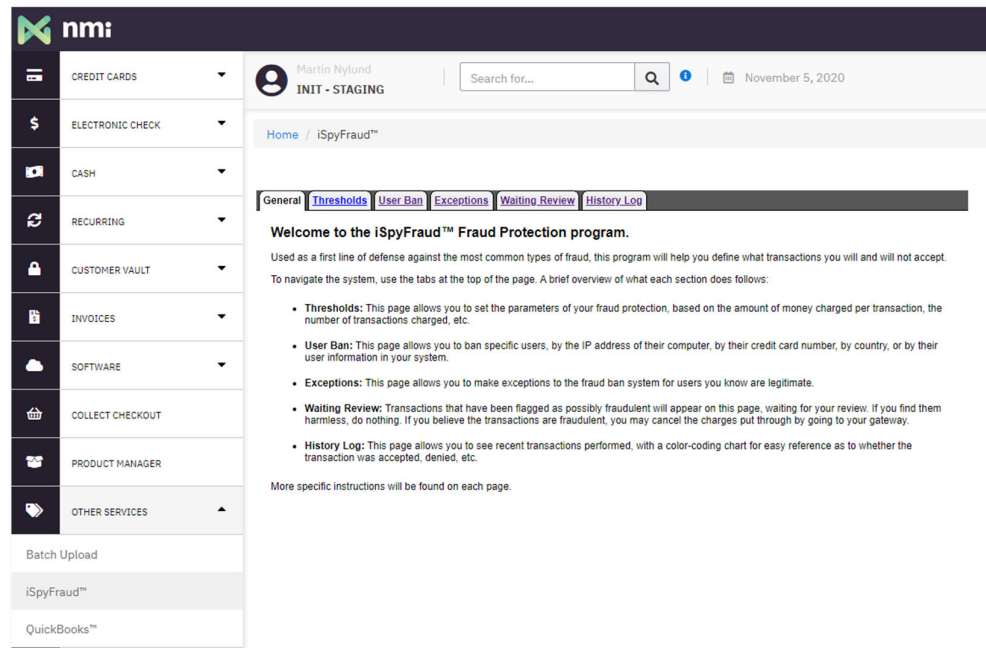 nmi
CREDIT CARDS
ELECTRONIC CHECK
CASH
RECURRING
CUSTOMER VAULT
INVOICES
SOFTWARE
COLLECT CHECKOUT
PRODUCT MANAGER
OTHER SERVICES
Batch Upload
iSpyFraud™
QuickBooks™
Martin Nylund
INIT - STAGING
Search for...
November 5, 2020
Home / iSpyFraud™
General Thresholds User Ban Exceptions Waiting Review History Log
Welcome to the iSpyFraud™ Fraud Protection program.
Used as a first line of defense against the most common types of fraud, this program will help you define what transactions you will and will not accept.
To navigate the system, use the tabs at the top of the page. A brief overview of what each section does follows:
• Thresholds: This page allows you to set the parameters of your fraud protection, based on the amount of money charged per transaction, the
number of transactions charged, etc.
• User Ban: This page allows you to ban specific users, by the IP address of their computer, by their credit card number, by country, or by their
user information in your system.
• Exceptions: This page allows you to make exceptions to the fraud ban system for users you know are legitimate.
• Waiting Review: Transactions that have been flagged as possibly fraudulent will appear on this page, waiting for your review. If you find them
harmless, do nothing. If you believe the transactions are fraudulent, you may cancel the charges put through by going to your gateway.
• History Log: This page allows you to see recent transactions performed, with a color-coding chart for easy reference as to whether the
transaction was accepted, denied, etc.
More specific instructions will be found on each page.